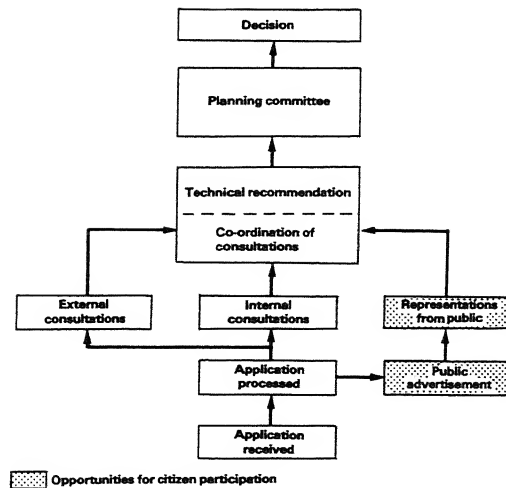 Decision
Planning committee
Technical recommendation
Co-ordination of
consultations
External
consultations
Internal
consultations
Representations
from public
Application
processed
Public
advertisement
Application
received
Opportunities for citizen participation